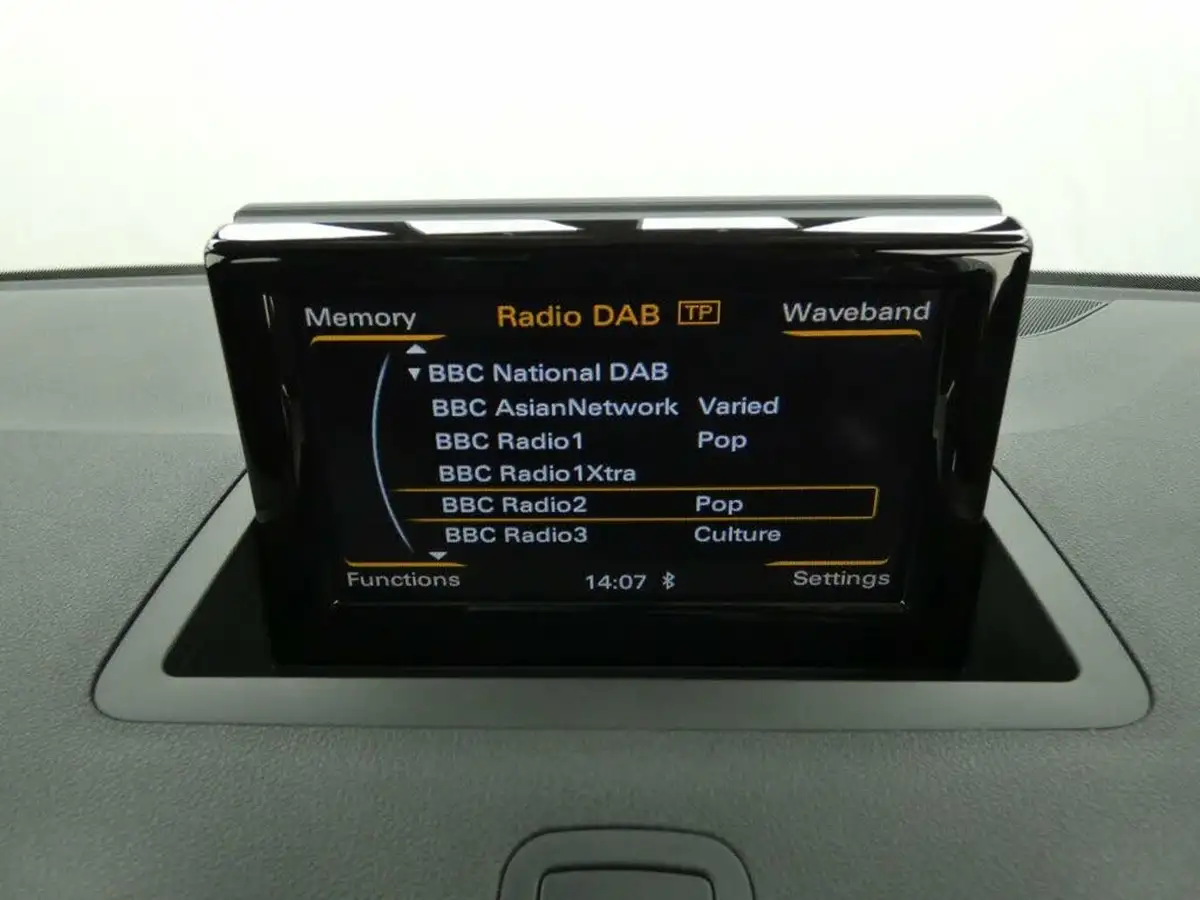 Memory Radio DAB TP Waveband
BBC National DAB
BBC AsianNetwork Varied
BBC Radio1 Pop
BBC Radio1Xtra
BBC Radio2 Pop
BBC Radio3 Culture
Functions 14:07 Settings